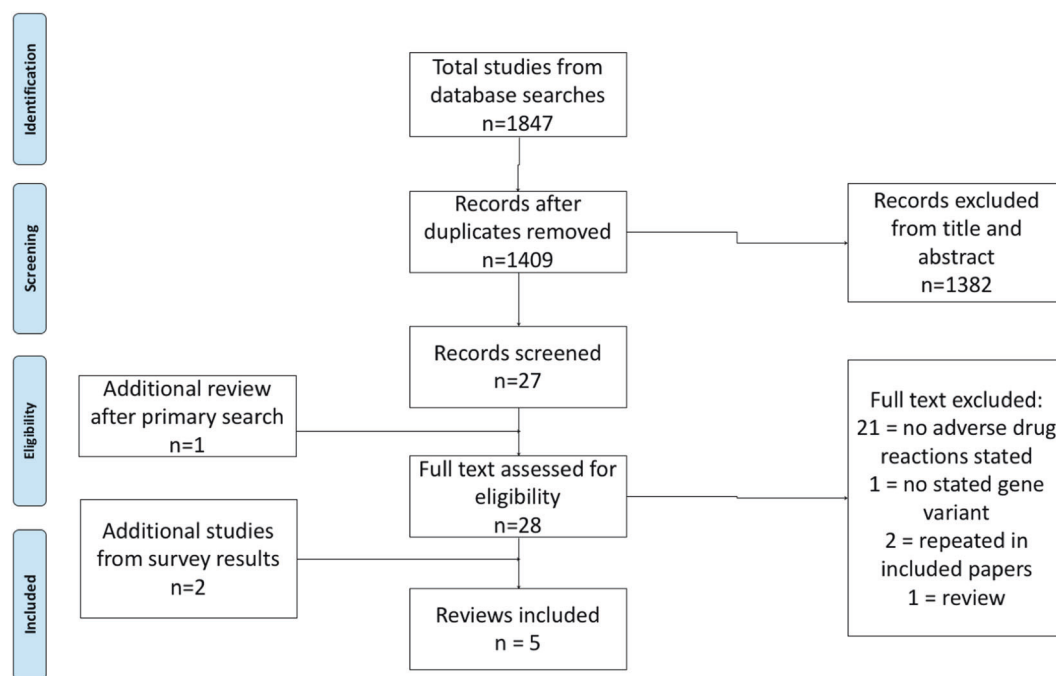 Identification
Total studies from
database searches
n=1847
Screening
Records after
duplicates removed
n=1409
Records excluded
from title and
abstract
n=1382
Eligibility
Records screened
n=27
Additional review
after primary search
n=1
Full text assessed for
eligibility
n=28
Full text excluded:
21 = no adverse drug
reactions stated
1 = no stated gene
variant
2 = repeated in
included papers
1 = review
Included
Additional studies
from survey results
n=2
Reviews included
n = 5